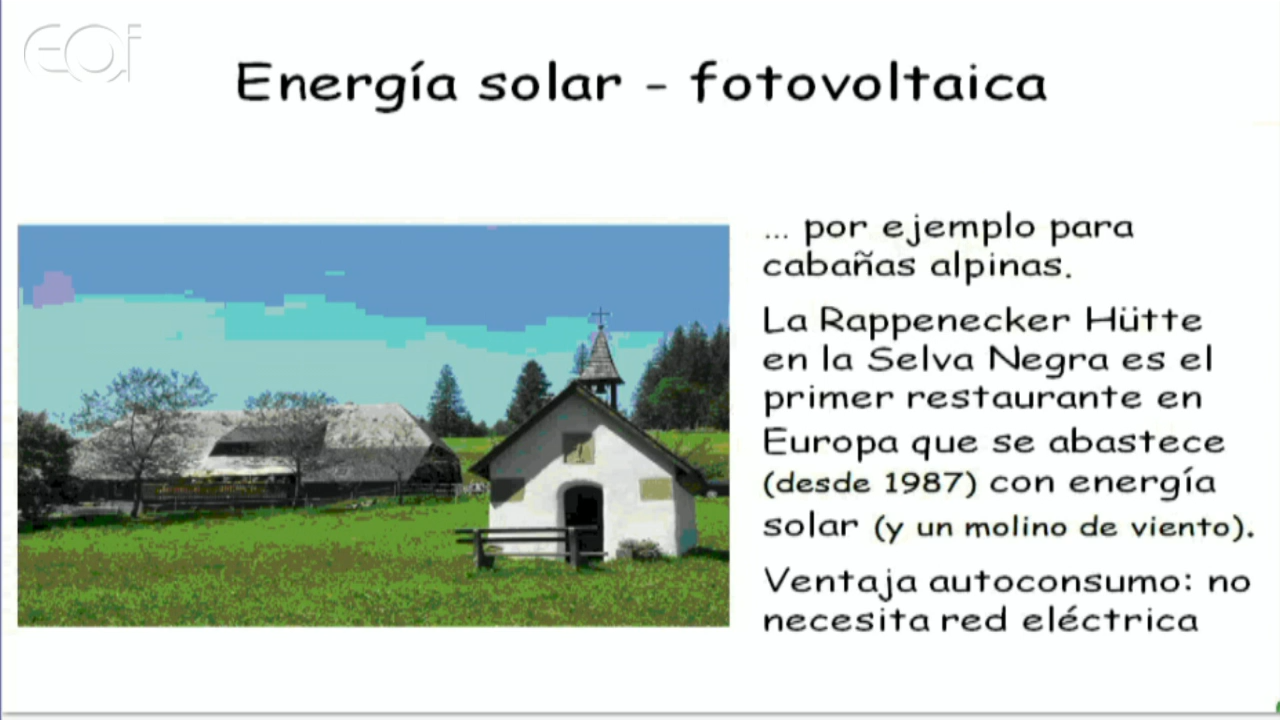 EOi
Energía solar - fotovoltaica
... por ejemplo para
cabañas alpinas.
La Rappenecker Hütte
en la Selva Negra es el
primer restaurante en
Europa que se abastece
(desde 1987) con energía
solar (y un molino de viento).
Ventaja autoconsumo: no
necesita red eléctrica